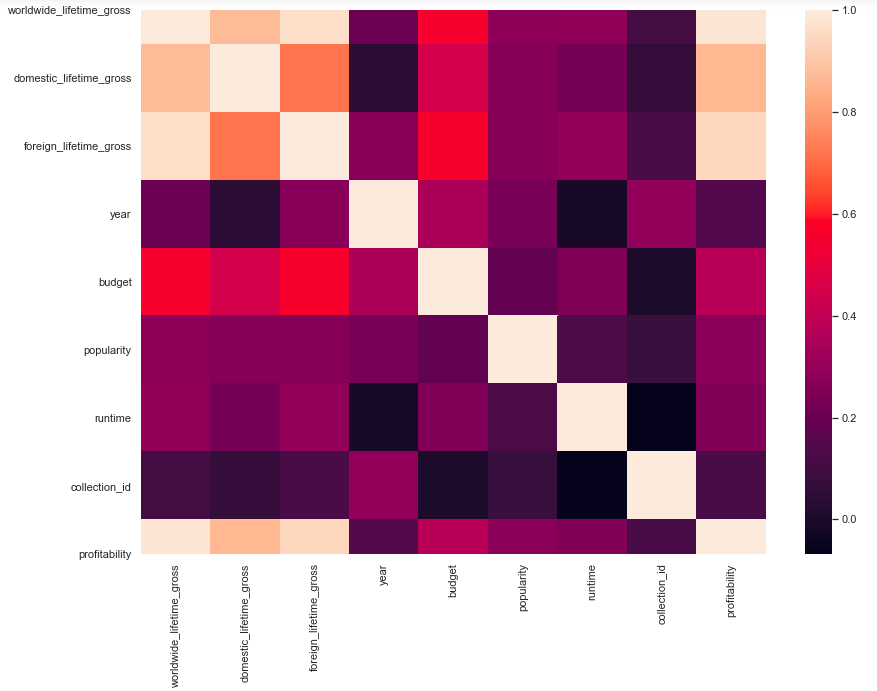 worldwide_lifetime_gross
domestic_lifetime_gross
foreign_lifetime_gross
year
budget
popularity
runtime
collection_id
profitability
worldwide_lifetime_gross
domestic_lifetime_gross
foreign_lifetime_gross
year
budget
popularity
runtime
collection_id
profitability
1.0
0.8
0.6
0.4
0.2
0.0